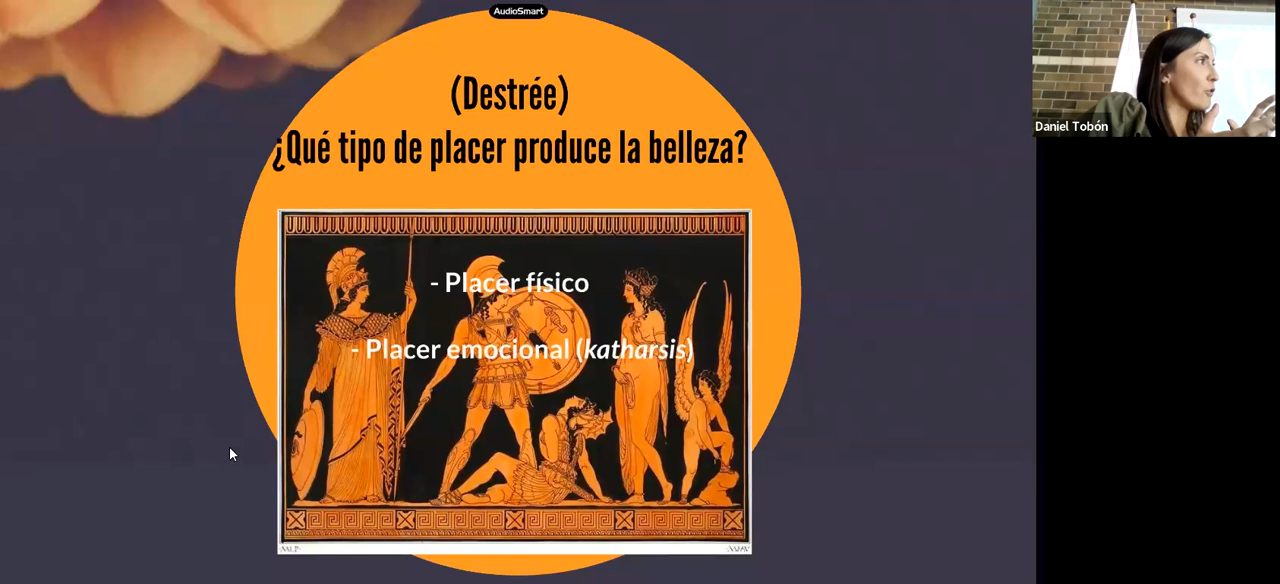 AudioSmart
(Destrée)
¿Qué tipo de placer produce la belleza?
- Placer físico
- Placer emocional (katharsis)
Daniel Tobón